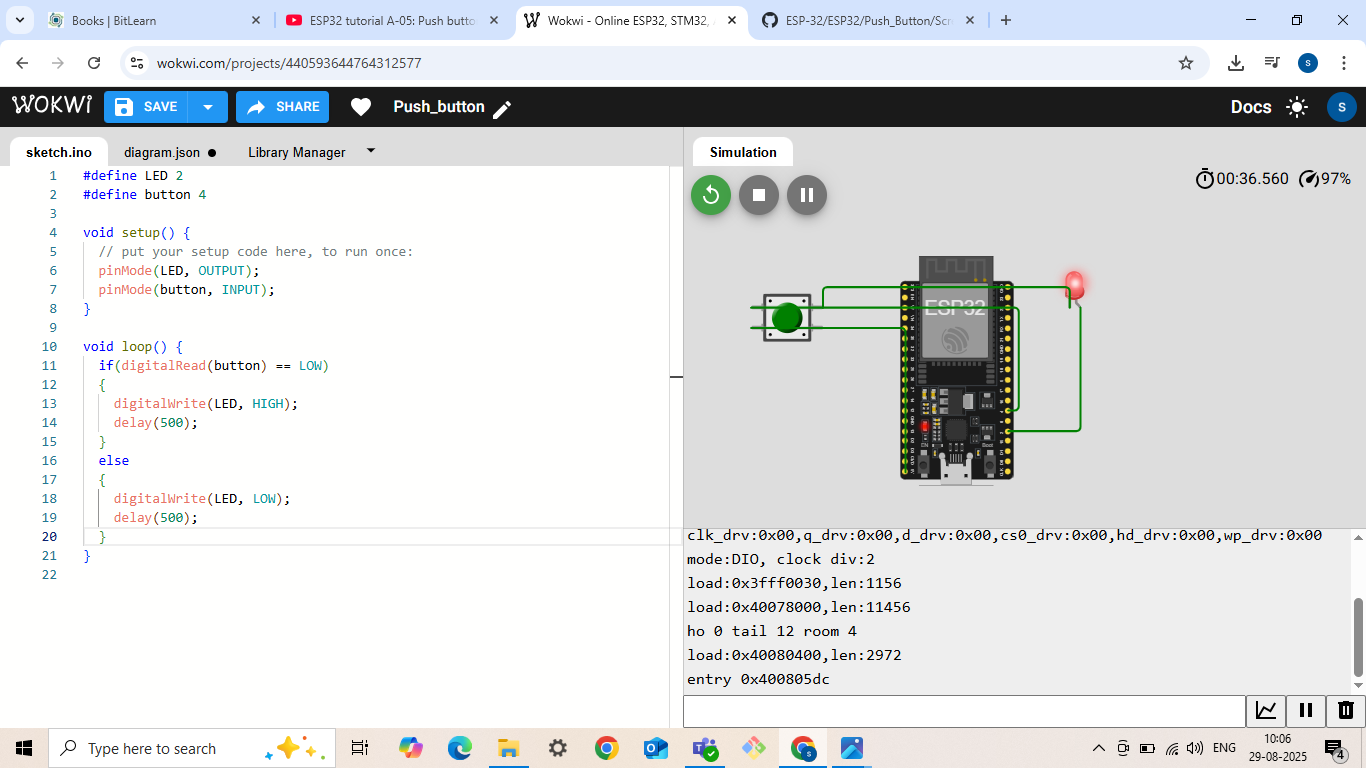 Books | BitLearn
ESP32 tutorial A-05: Push butto
Wokwi - Online ESP32, STM32,
ESP-32/ESP32/Push_Button/Scr
wokwi.com/projects/440593644764312577
S
WOKWI
SAVE
SHARE
Push_button
Docs
S
sketch.ino
diagram.json
Library Manager
Simulation
1 #define LED 2
2 #define button 4
3
4 void setup() {
5 // put your setup code here, to run once:
6 pinMode(LED, OUTPUT);
7 pinMode(button, INPUT);
8 }
9
10 void loop() {
11 if(digitalRead(button) == LOW)
12 {
13 digitalWrite(LED, HIGH);
14 delay(500);
15 }
16 else
17 {
18 digitalWrite(LED, LOW);
19 delay(500);
20 }
21 }
22
00:36.560
97%
ESP32
clk_drv:0x00,q_drv:0x00,d_drv:0x00,cs0_drv:0x00,hd_drv:0x00,wp_drv:0x00
mode:DIO, clock div:2
load:0x3fff0030,len:1156
load:0x40078000,len:11456
ho 0 tail 12 room 4
load:0x40080400,len:2972
entry 0x400805dc
Type here to search
ENG
10:06
29-08-2025
4